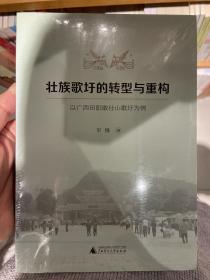 壮族歌圩的转型与重构
以广西田阳敢壮山歌圩为例
著
广西师范大学出版社